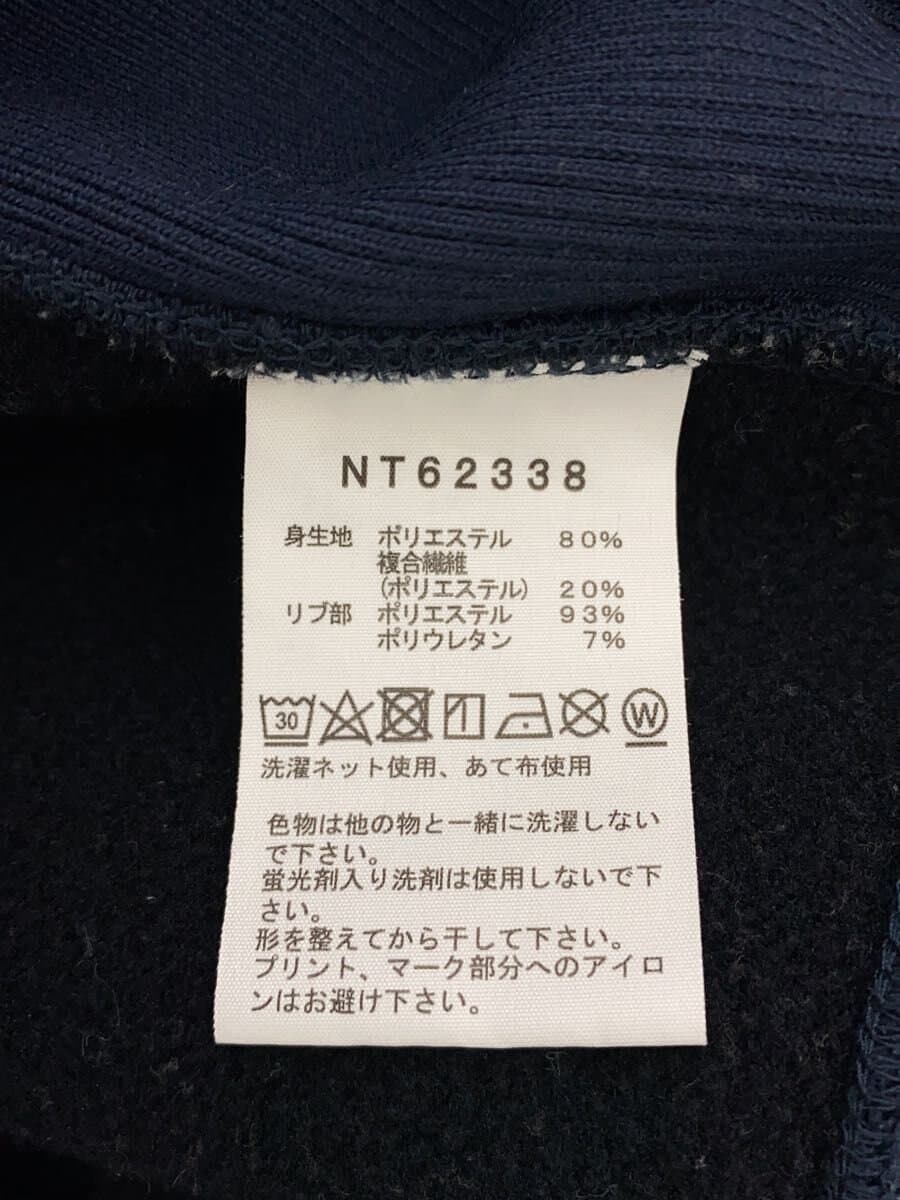 NT62338
身生地 ポリエステル 80%
複合繊維
(ポリエステル) 20%
リブ部 ポリエステル 93%
ポリウレタン 7%
30 W
洗濯ネット使用、あて布使用
色物は他の物と一緒に洗濯しない
で下さい。
蛍光剤入り洗剤は使用しないで下
さい。
形を整えてから干して下さい。
プリント、マーク部分へのアイロ
ンはお避け下さい。